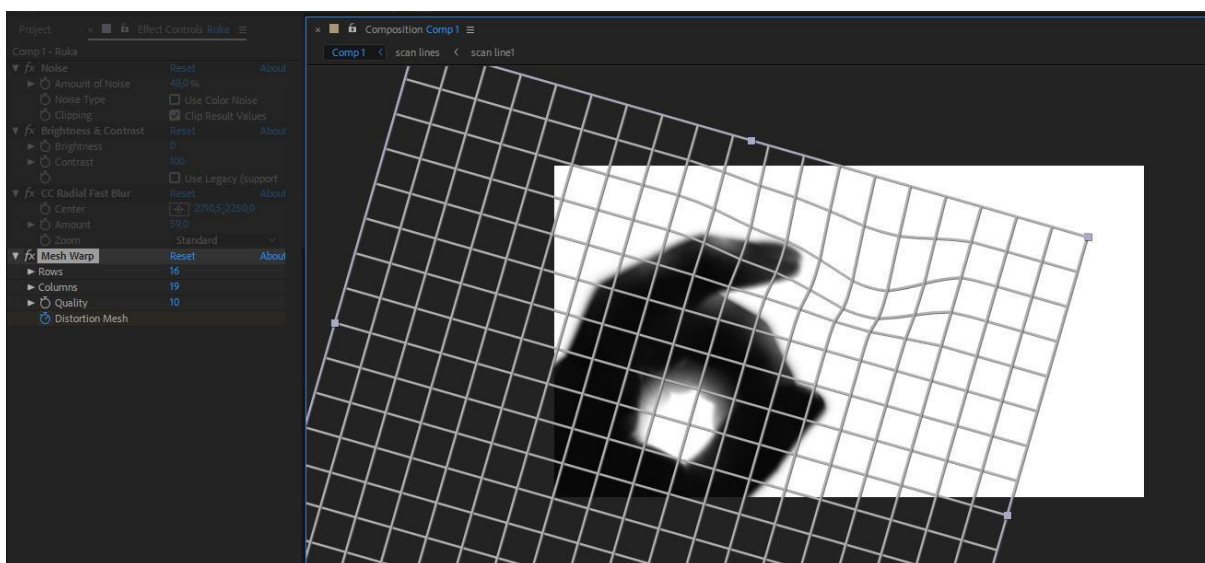 Project × Effect Controls Ruka ≡
Comp 1 - Ruka
fx Noise Reset About
Amount of Noise 48,0 %
Noise Type Use Color Noise
Clipping Clip Result Values
fx Brightness & Contrast Reset About
Brightness 0
Contrast 100
Use Legacy (support
fx CC Radial Fast Blur Reset About
Center 2710,5 ,2250,0
Amount 39,0
Zoom Standard
fx Mesh Warp Reset About
Rows 16
Columns 19
Quality 10
Distortion Mesh
× Composition Comp 1 ≡
Comp 1 < scan lines < scan line1